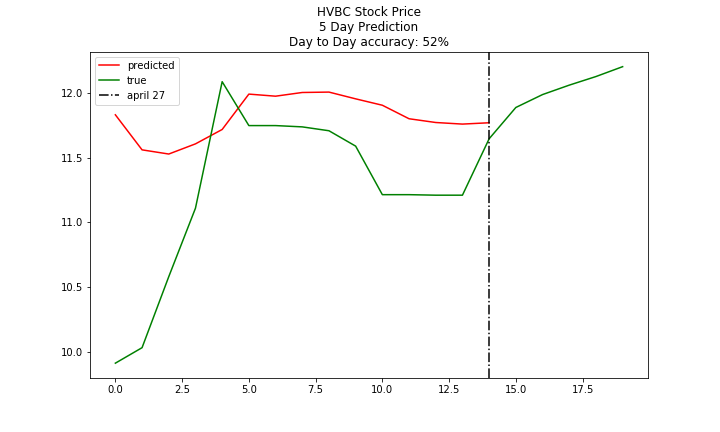 HVBC Stock Price
5 Day Prediction
Day to Day accuracy: 52%
predicted
true
april 27
12.0
11.5
11.0
10.5
10.0
0.0 2.5 5.0 7.5 10.0 12.5 15.0 17.5